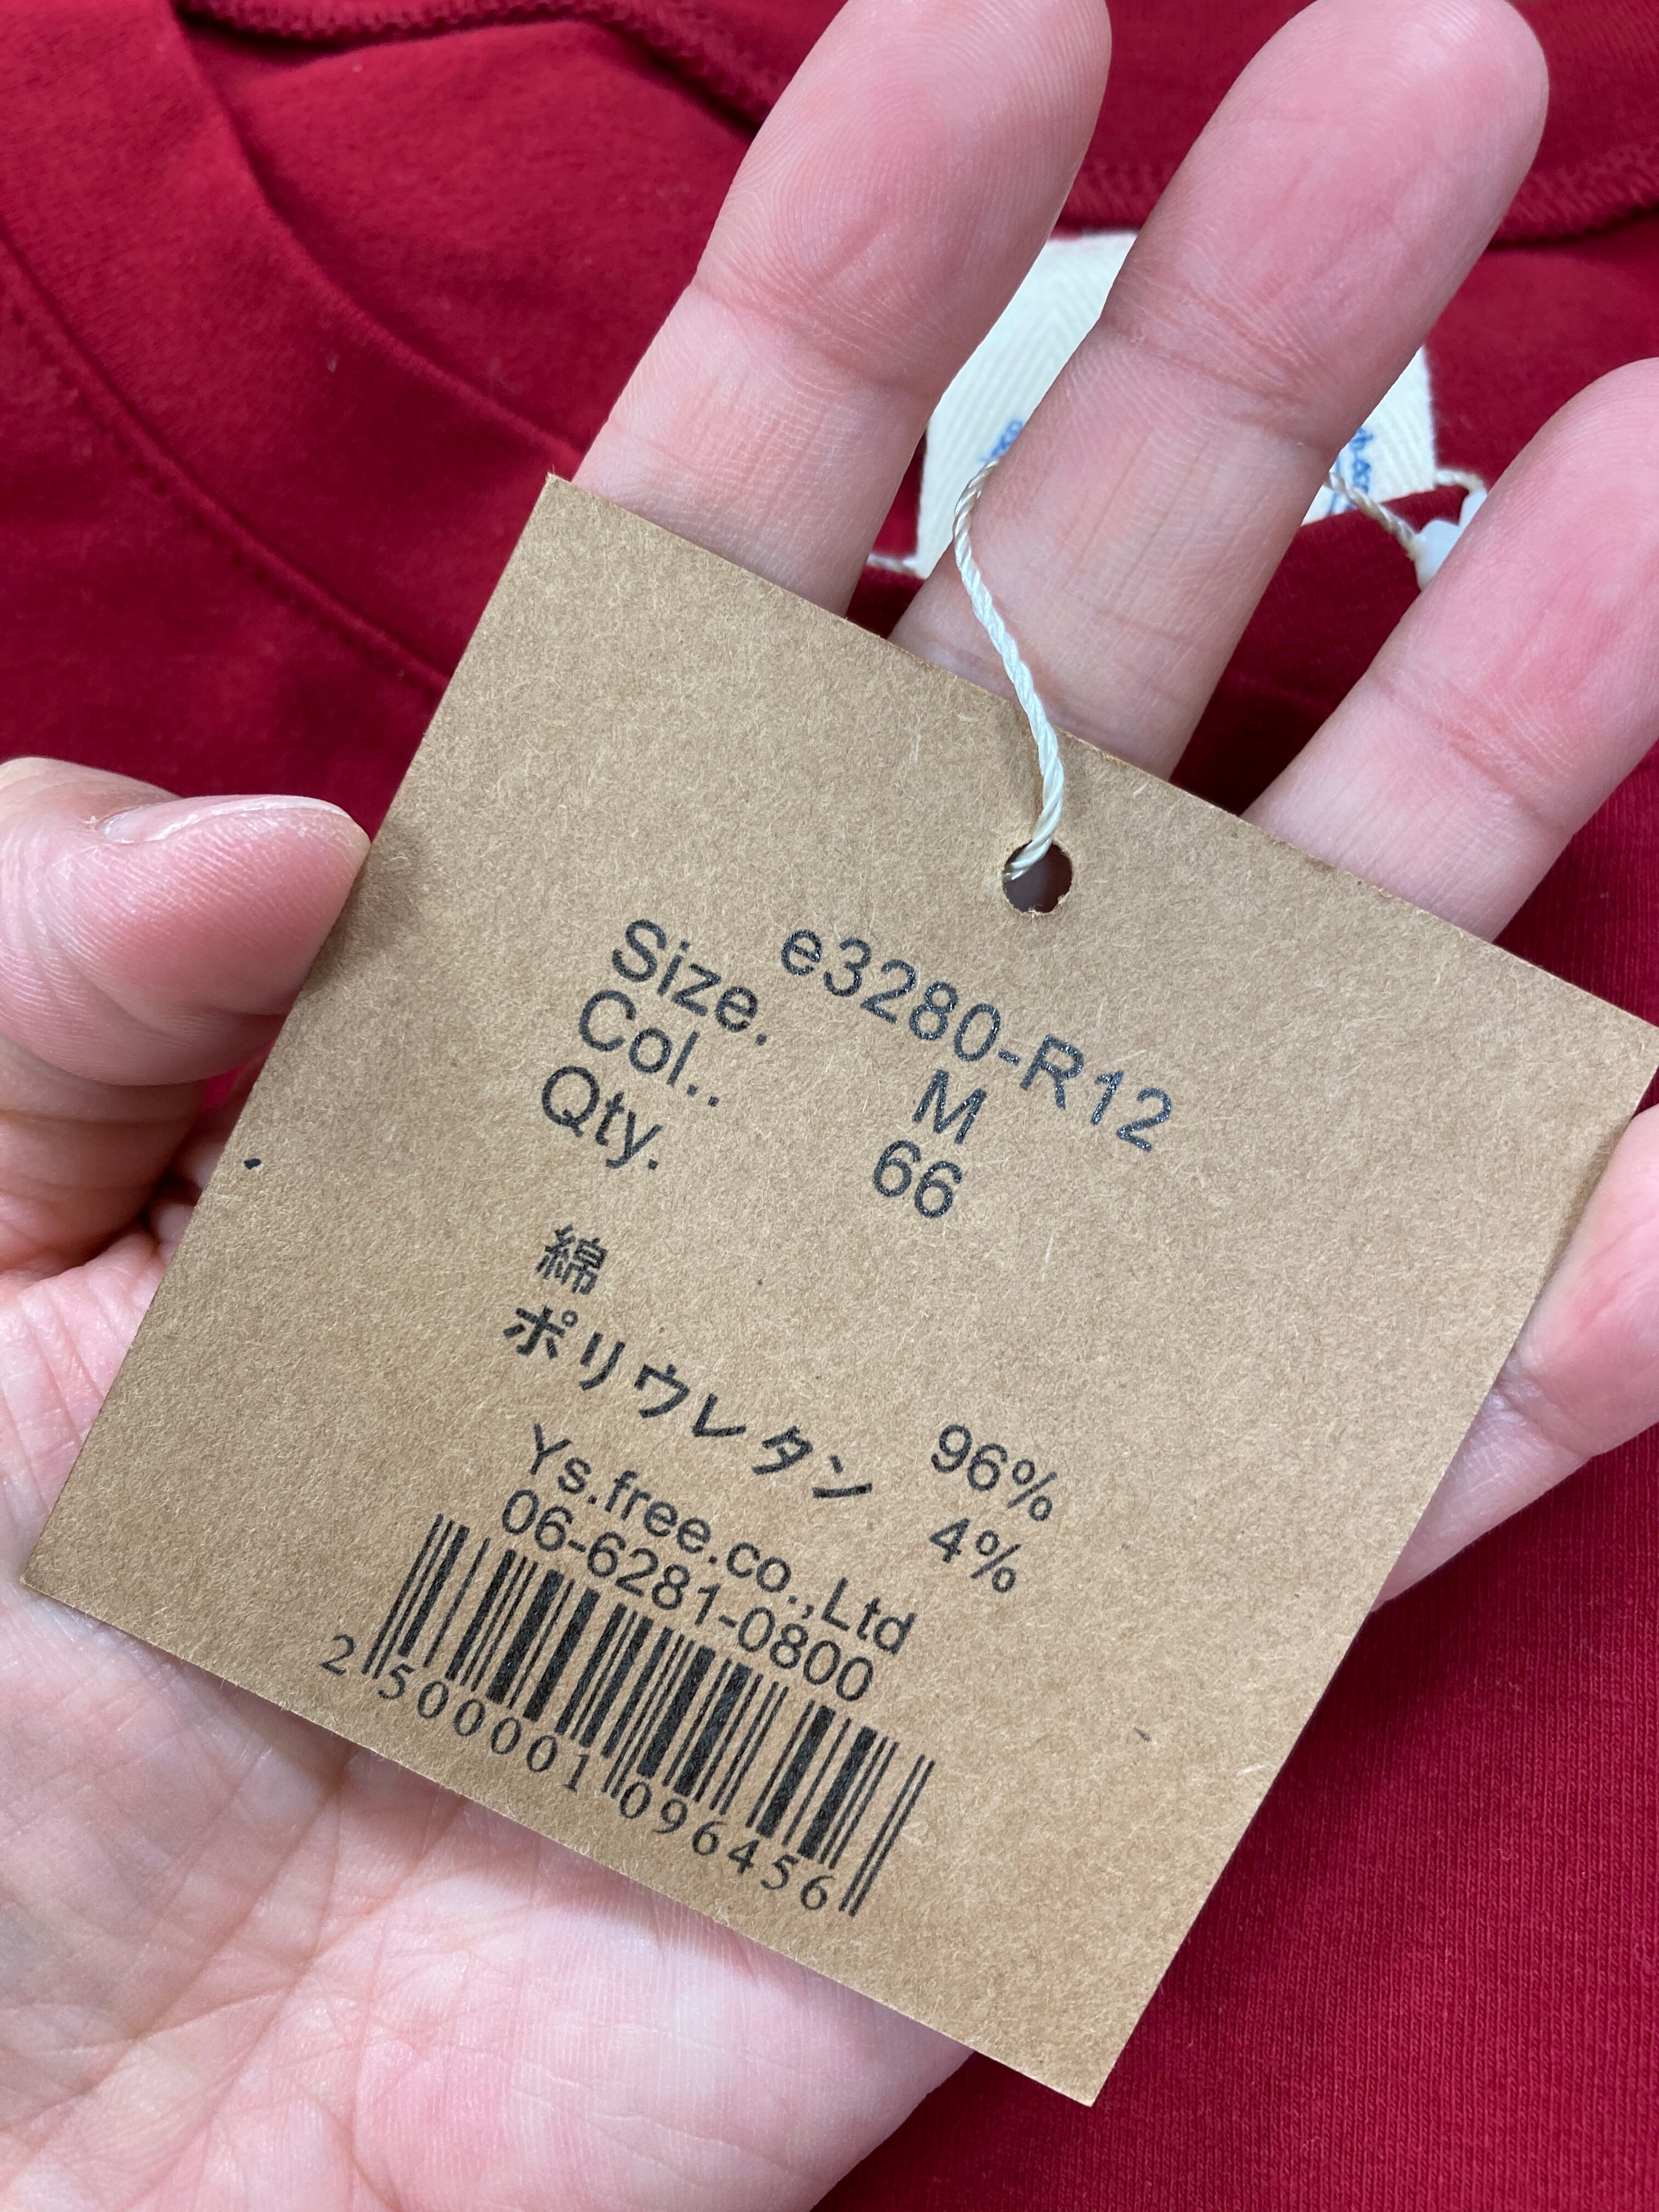 e3280-R12
Size. M
Col.. 66
Qty.
綿 96%
ポリウレタン 4%
Ys.free.co.,Ltd
06-6281-0800
2500001096456